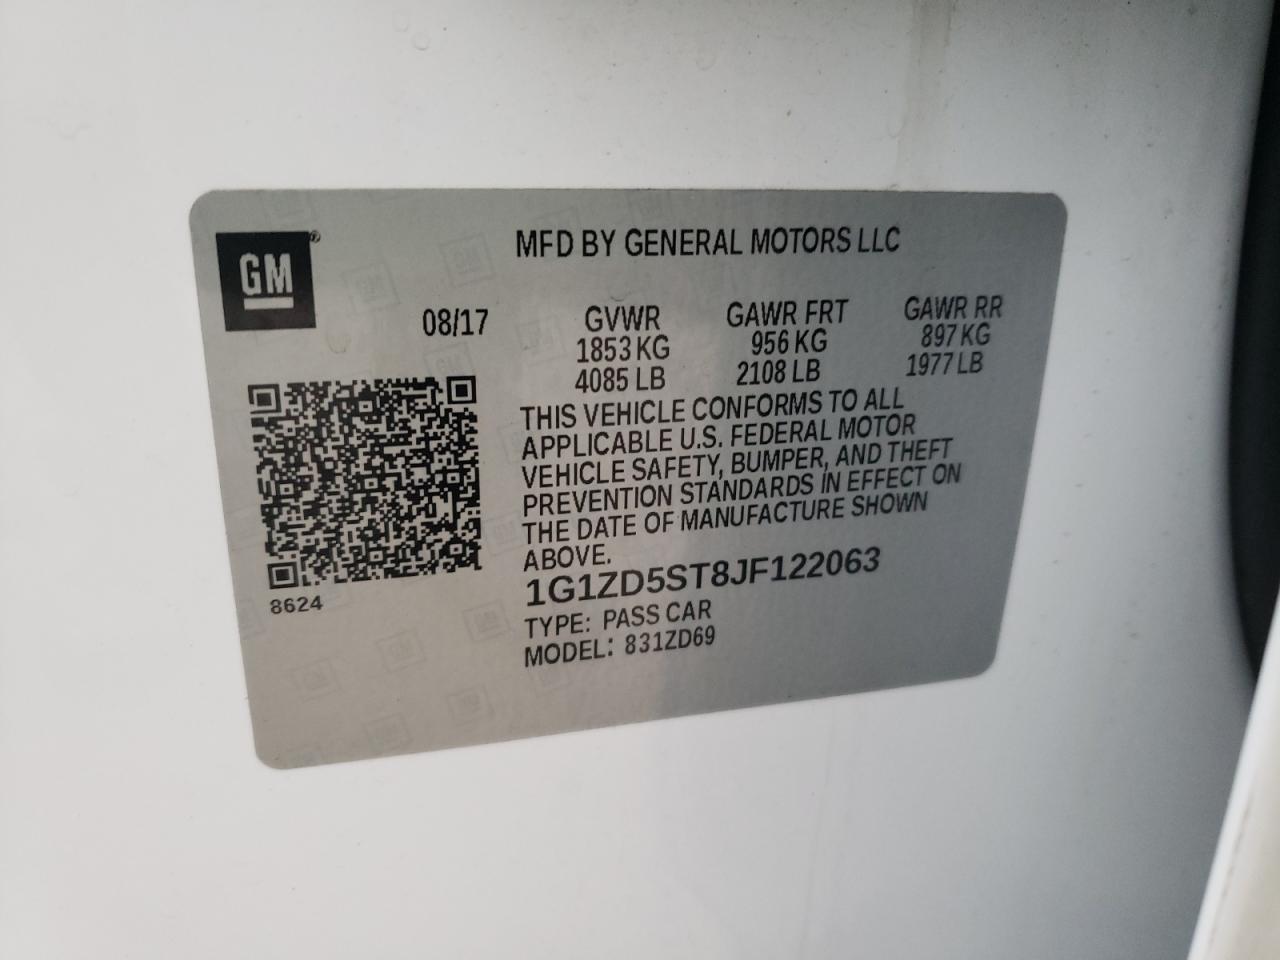 GM®
MFD BY GENERAL MOTORS LLC
08/17
GVWR
1853 KG
4085 LB
GAWR FRT
956 KG
2108 LB
GAWR RR
897 KG
1977 LB
THIS VEHICLE CONFORMS TO ALL
APPLICABLE U.S. FEDERAL MOTOR
VEHICLE SAFETY, BUMPER, AND THEFT
PREVENTION STANDARDS IN EFFECT ON
THE DATE OF MANUFACTURE SHOWN
ABOVE.
1G1ZD5ST8JF122063
TYPE: PASS CAR
MODEL: 831ZD69
8624